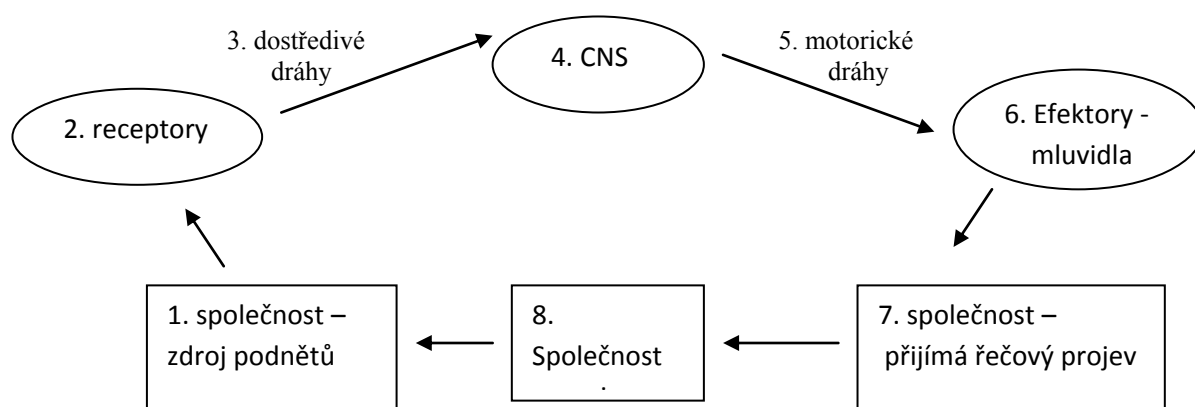 3. dostředivé
dráhy
4. CNS
5. motorické
dráhy
2. receptory
6. Efektory -
mluvidla
1. společnost –
zdroj podnětů
8.
Společnost
7. společnost –
přijímá řečový projev